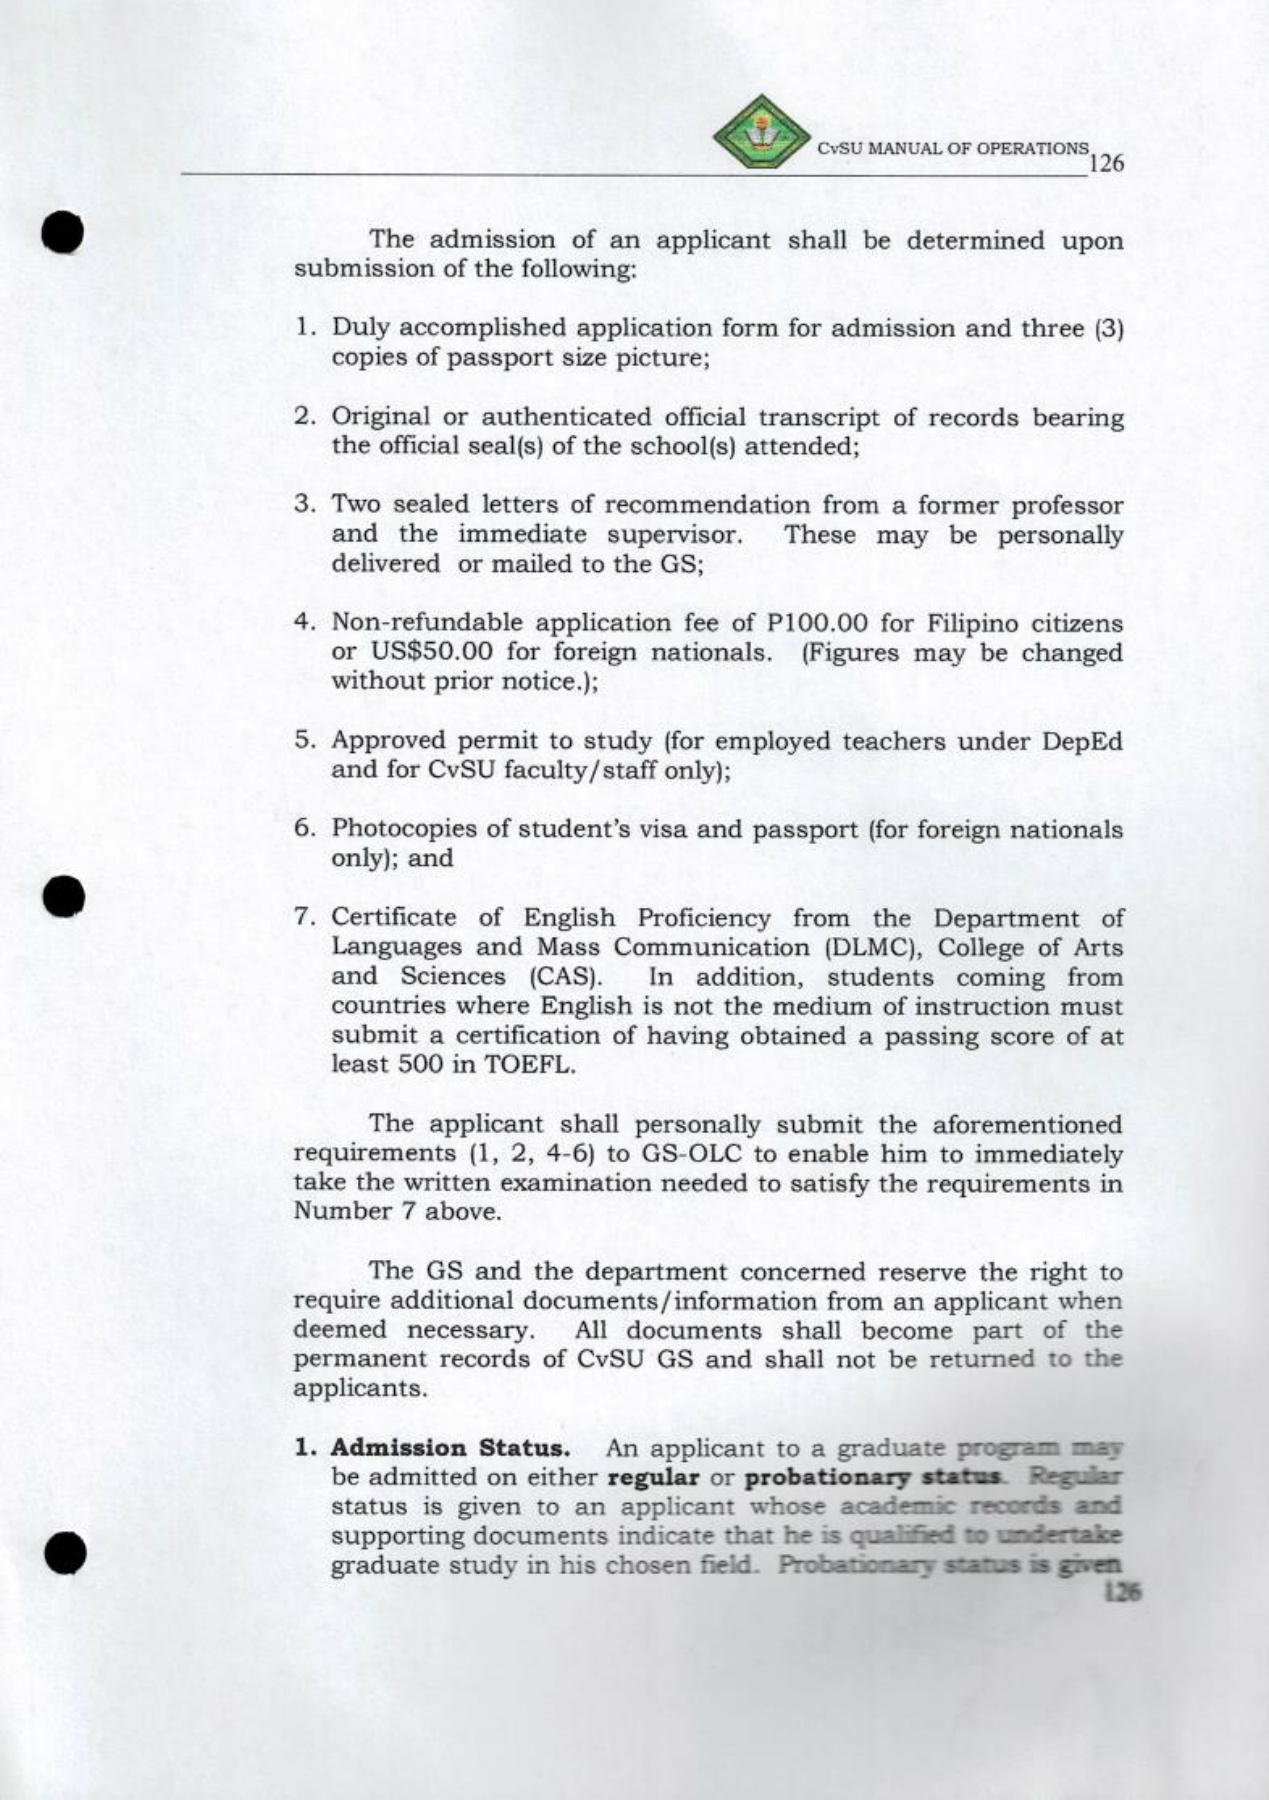 CvSU MANUAL OF OPERATIONS
126
The admission of an applicant shall be determined upon
submission of the following:
1. Duly accomplished application form for admission and three (3)
copies of passport size picture;
2. Original or authenticated official transcript of records bearing
the official seal(s) of the school(s) attended;
3. Two sealed letters of recommendation from a former professor
and the immediate supervisor. These may be personally
delivered or mailed to the GS;
4. Non-refundable application fee of P100.00 for Filipino citizens
or US$50.00 for foreign nationals. (Figures may be changed
without prior notice.);
5. Approved permit to study (for employed teachers under DepEd
and for CvSU faculty/staff only);
6. Photocopies of student's visa and passport (for foreign nationals
only); and
7. Certificate of English Proficiency from the Department of
Languages and Mass Communication (DLMC), College of Arts
and Sciences (CAS). In addition, students coming from
countries where English is not the medium of instruction must
submit a certification of having obtained a passing score of at
least 500 in TOEFL.
The applicant shall personally submit the aforementioned
requirements (1, 2, 4-6) to GS-OLC to enable him to immediately
take the written examination needed to satisfy the requirements in
Number 7 above.
The GS and the department concerned reserve the right to
require additional documents/information from an applicant when
deemed necessary. All documents shall become part of the
permanent records of CvSU GS and shall not be returned to the
applicants.
1. Admission Status. An applicant to a graduate program may
be admitted on either regular or probationary status. Regular
status is given to an applicant whose academic records and
supporting documents indicate that he is qualified to undertake
graduate study in his chosen field. Probationary status is given
126